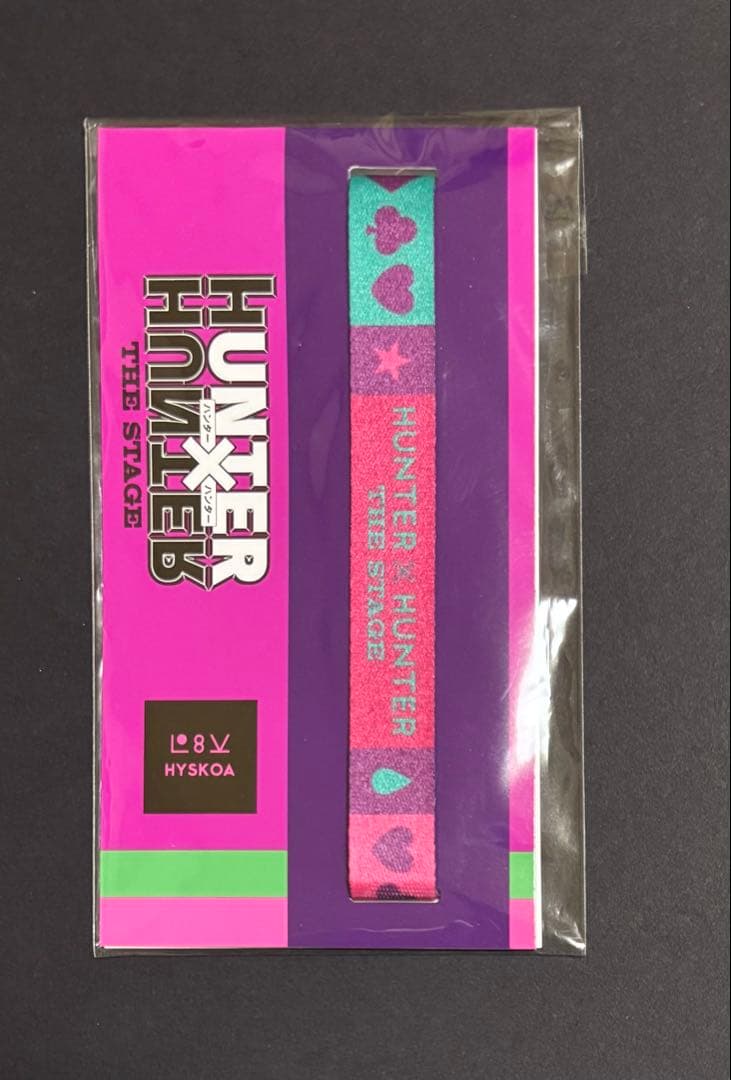 HUNTER
ハンター×ハンター
HUNTER
THE STAGE
HYSKOA
HUNTER×HUNTER
THE STAGE